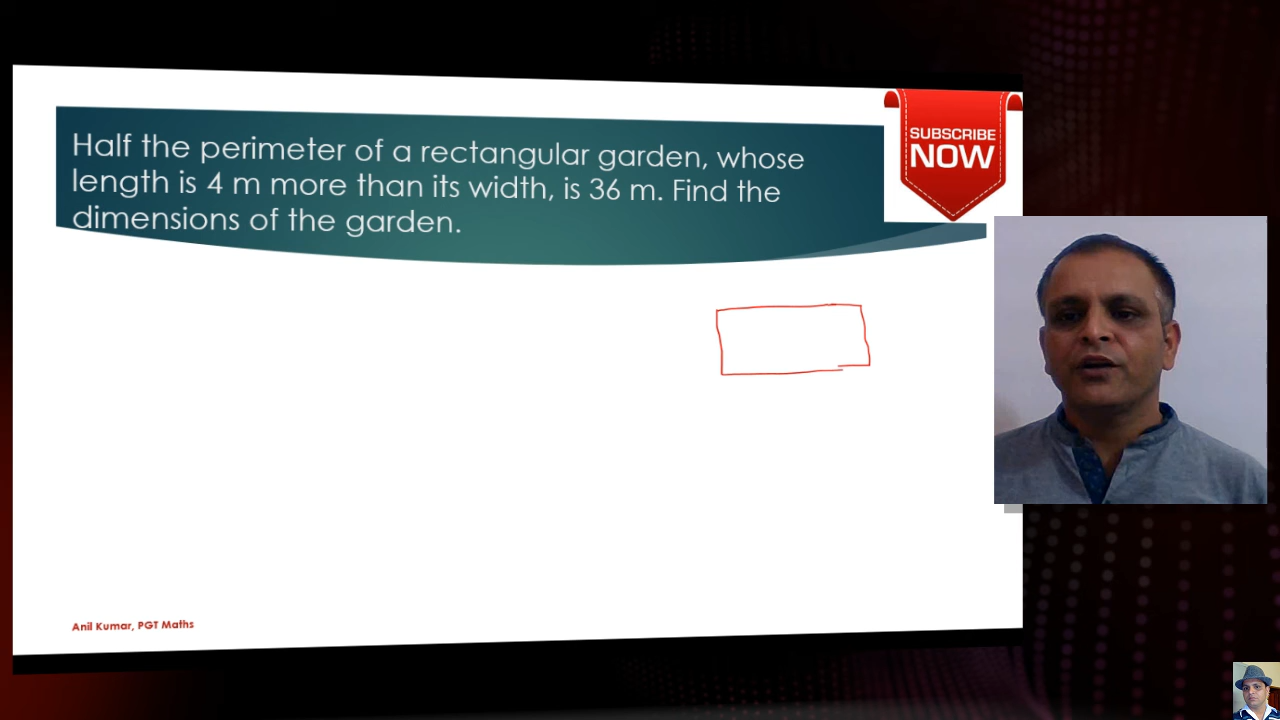 Half the perimeter of a rectangular garden, whose
length is 4 m more than its width, is 36 m. Find the
dimensions of the garden.
SUBSCRIBE
NOW
Anil Kumar, PGT Maths